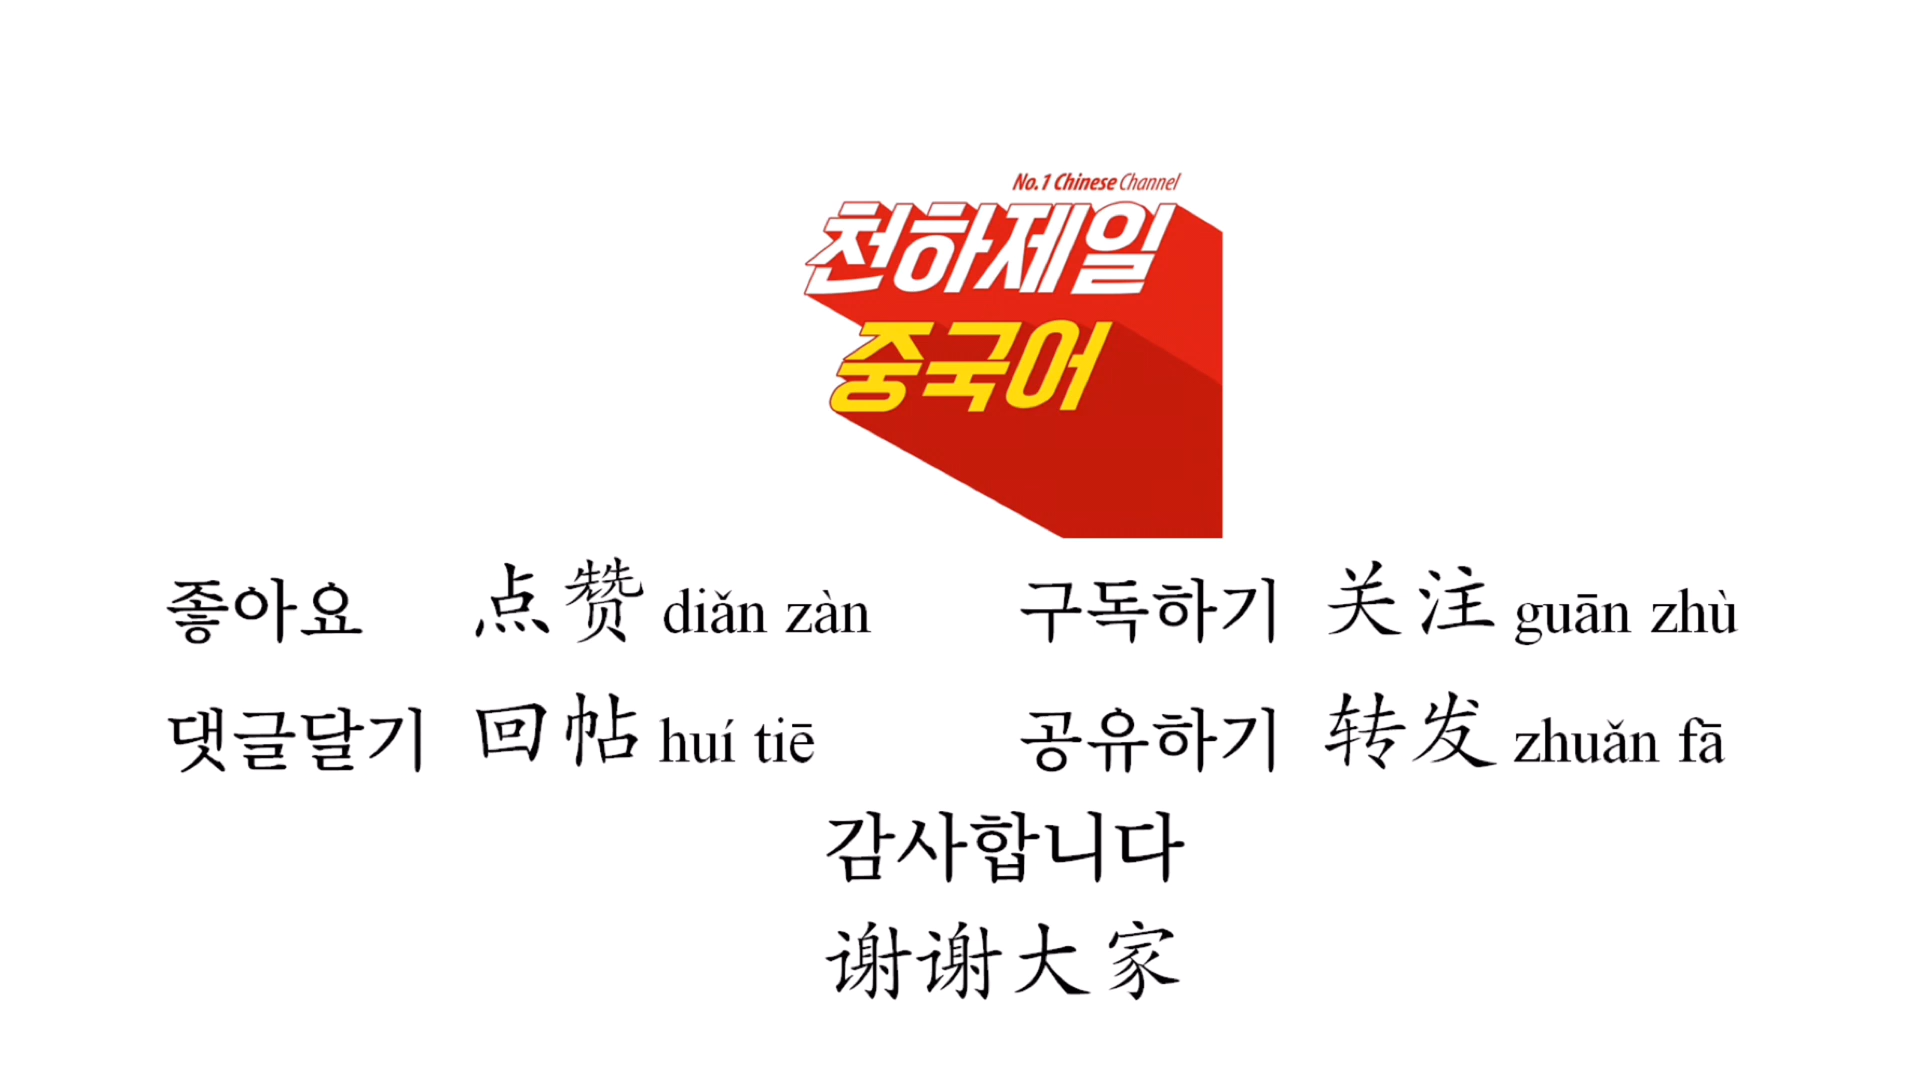 No.1 Chinese Channel
천하제일
중국어
좋아요 点赞 diǎn zàn 구독하기 关注 guān zhù
댓글달기 回帖 huí tiē 공유하기 转发 zhuǎn fā
감사합니다
谢谢大家